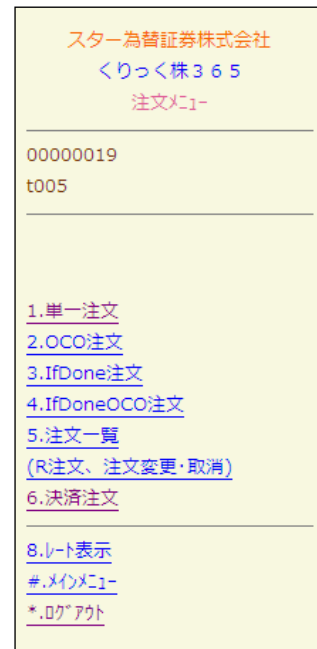 スター為替証券株式会社
くりっく株３６５
注文ﾒﾆｭｰ
00000019
t005
1.単一注文
2.OCO注文
3.IfDone注文
4.IfDoneOCO注文
5.注文一覧
(R注文、注文変更･取消)
6.決済注文
8.ﾚｰﾄ表示
#.ﾒｲﾝﾒﾆｭｰ
*.ﾛｸﾞｱｳﾄ